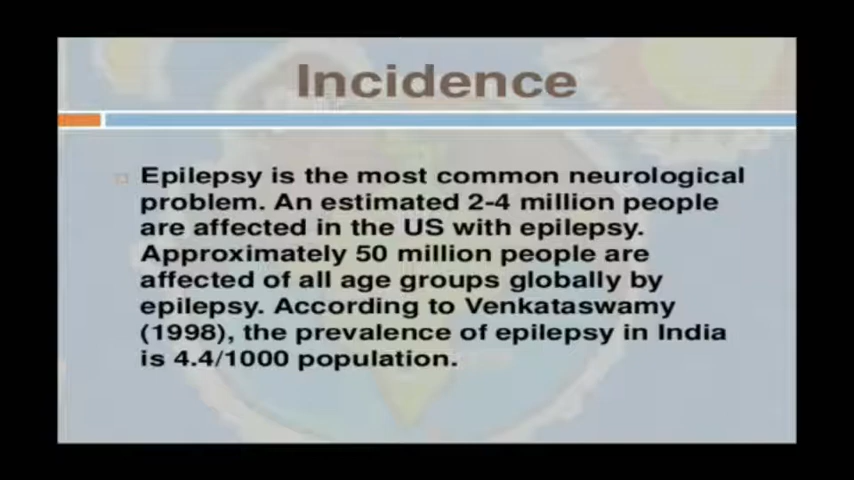 Incidence
Epilepsy is the most common neurological
problem. An estimated 2-4 million people
are affected in the US with epilepsy.
Approximately 50 million people are
affected of all age groups globally by
epilepsy. According to Venkataswamy
(1998), the prevalence of epilepsy in India
is 4.4/1000 population.